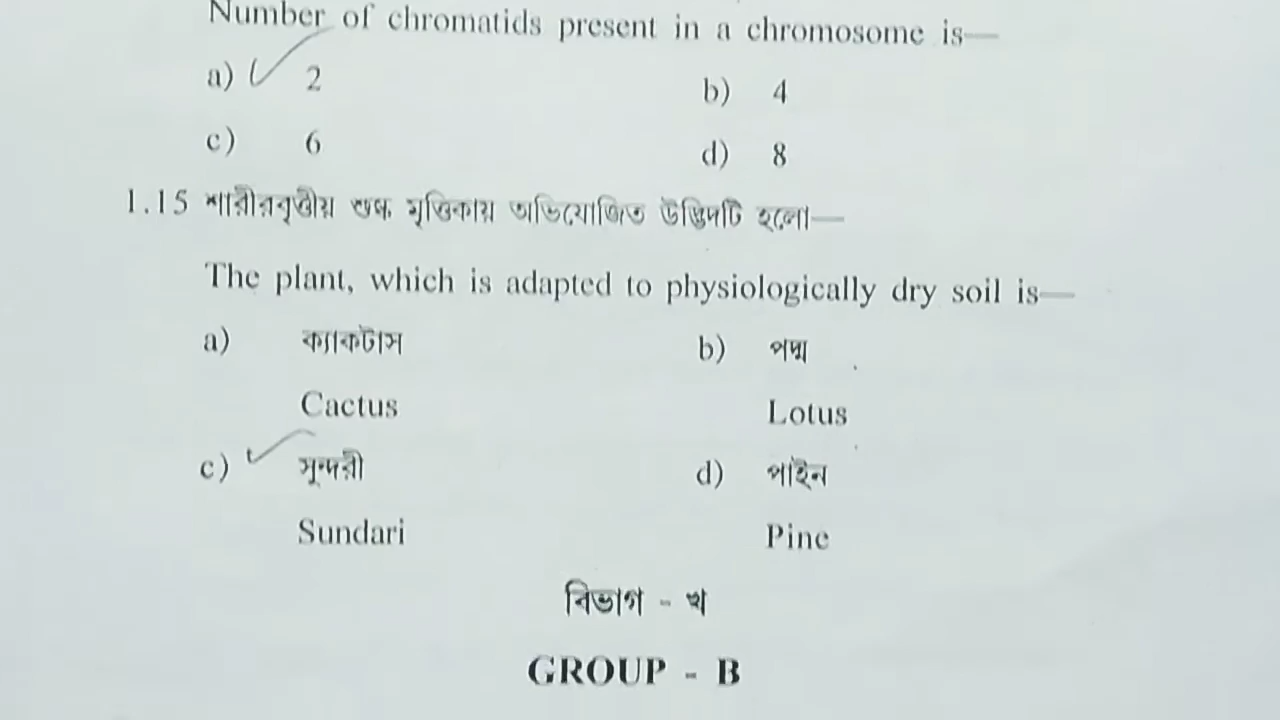 Number of chromatids present in a chromosome is—
a) 2 b) 4
c) 6 d) 8
1.15 শারীরবৃত্তীয় শুষ্ক মৃত্তিকায় অভিযোজিত উদ্ভিদটি হলো—
The plant, which is adapted to physiologically dry soil is—
a) ক্যাকটাস b) পদ্ম
Cactus Lotus
c) সুন্দরী d) পাইন
Sundari Pine
বিভাগ - খ
GROUP - B